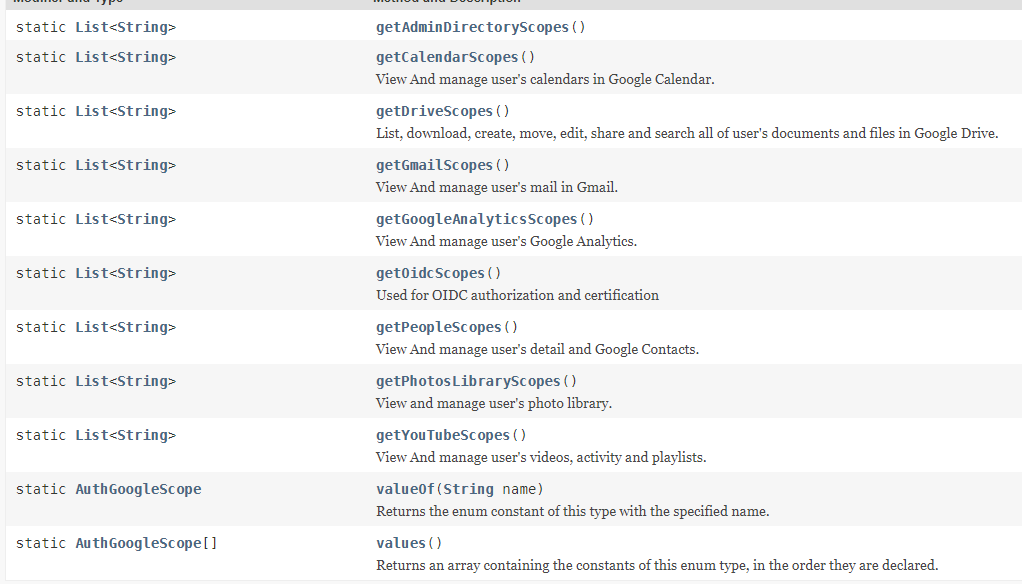 Modifier and Type Method and Description
static List<String> getAdminDirectoryScopes()
static List<String> getCalendarScopes()
View And manage user's calendars in Google Calendar.
static List<String> getDriveScopes()
List, download, create, move, edit, share and search all of user's documents and files in Google Drive.
static List<String> getGmailScopes()
View And manage user's mail in Gmail.
static List<String> getGoogleAnalyticsScopes()
View And manage user's Google Analytics.
static List<String> getOidcScopes()
Used for OIDC authorization and certification
static List<String> getPeopleScopes()
View And manage user's detail and Google Contacts.
static List<String> getPhotosLibraryScopes()
View and manage user's photo library.
static List<String> getYouTubeScopes()
View And manage user's videos, activity and playlists.
static AuthGoogleScope valueOf(String name)
Returns the enum constant of this type with the specified name.
static AuthGoogleScope[] values()
Returns an array containing the constants of this enum type, in the order they are declared.